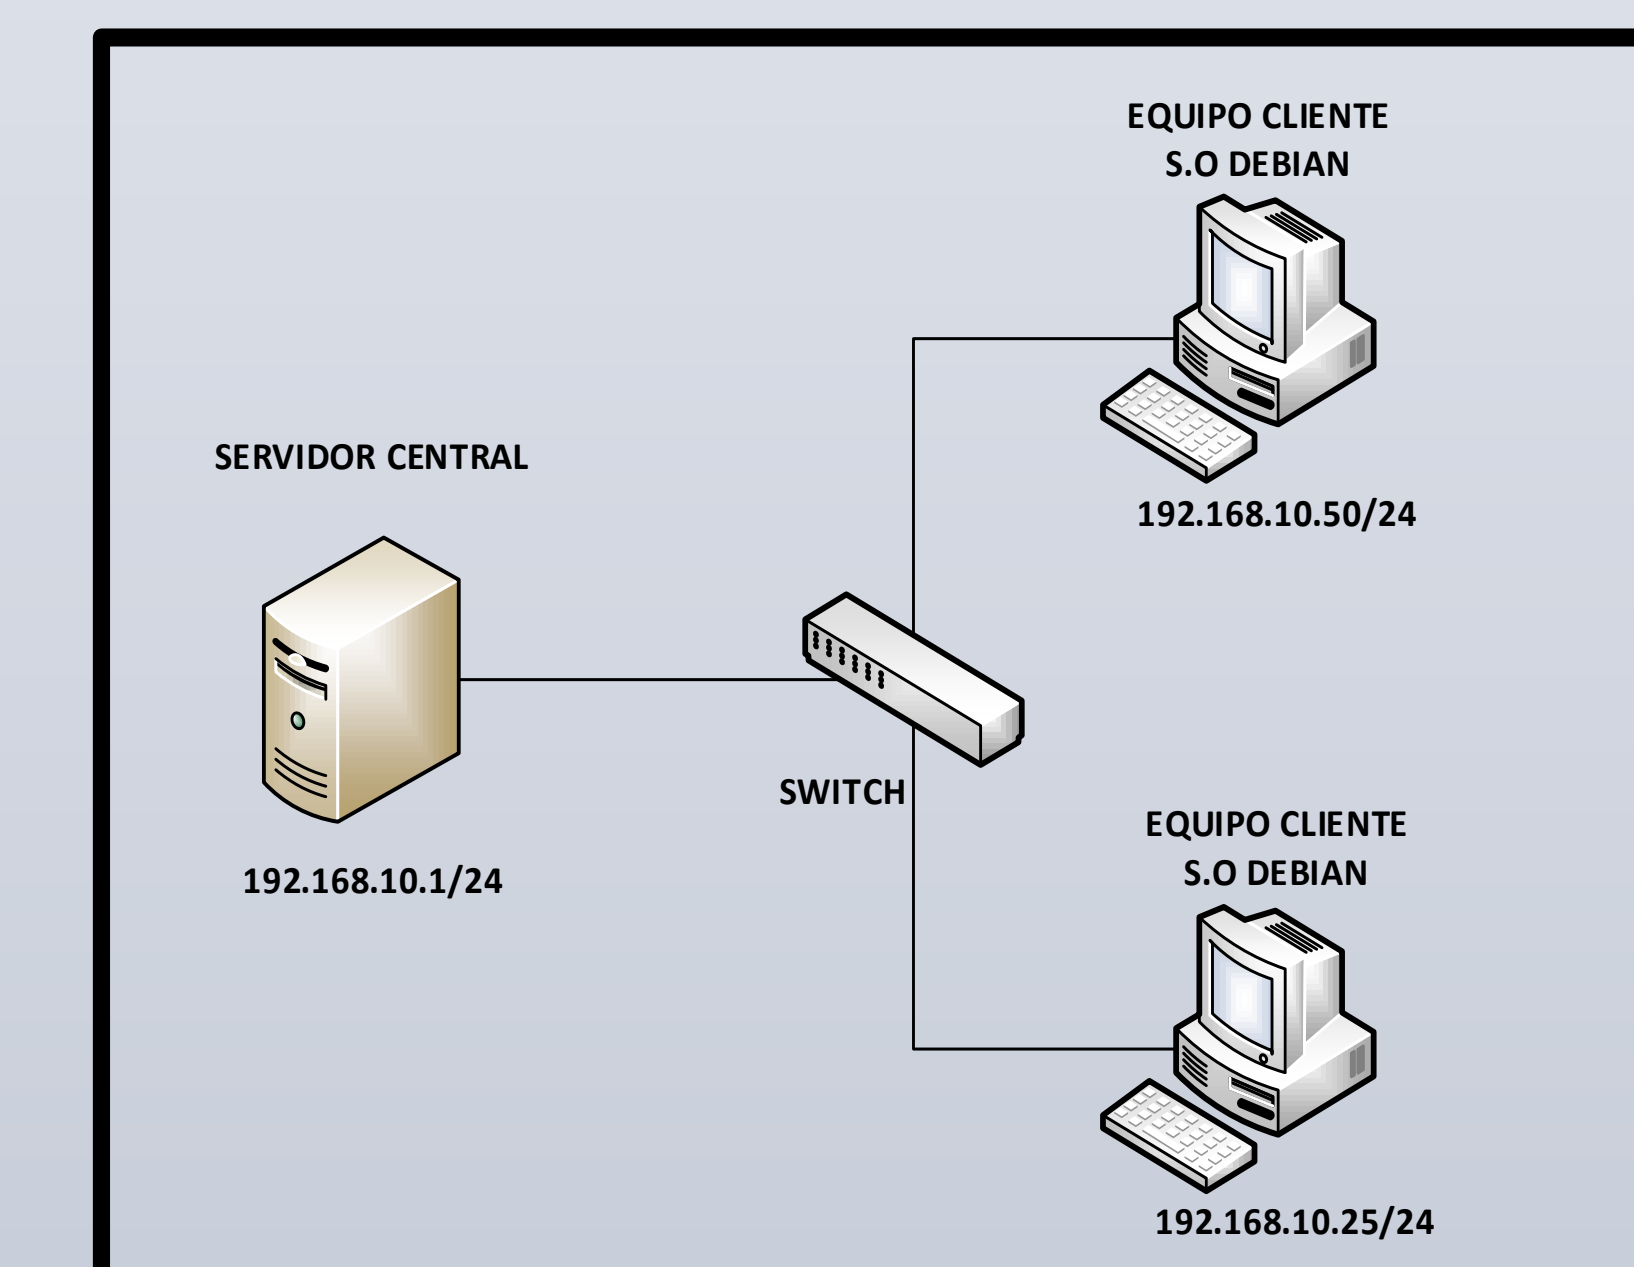 EQUIPO CLIENTE
S.O DEBIAN
192.168.10.50/24
SERVIDOR CENTRAL
192.168.10.1/24
SWITCH
EQUIPO CLIENTE
S.O DEBIAN
192.168.10.25/24